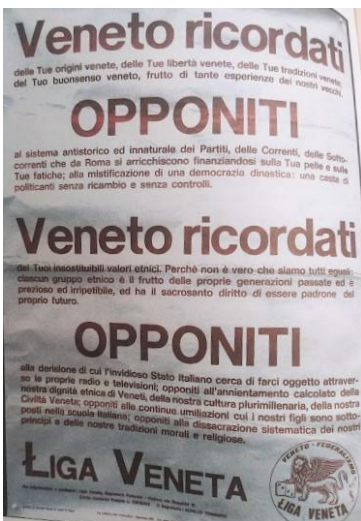 Veneto ricordati
delle Tue origini venete, delle Tue libertà venete, delle Tue tradizioni venete,
del Tuo buonsenso veneto, frutto di tante esperienze dei nostri vecchi.
OPPONITI
al sistema antistorico ed innaturale dei Partiti, delle Correnti, delle Sotto-
correnti che da Roma si arricchiscono finanziandosi sulla Tua pelle e sulle
Tue fatiche; alla mistificazione di una democrazia dinastica: una casta di
politicanti senza ricambio e senza controlli.
Veneto ricordati
dei Tuoi insostituibili valori etnici. Perchè non è vero che siamo tutti eguali:
ciascun gruppo etnico è il frutto delle proprie generazioni passate ed è
prezioso ed irripetibile, ed ha il sacrosanto diritto di essere padrone del
proprio futuro.
OPPONITI
alla derisione di cui l'invidioso Stato Italiano cerca di farci oggetto attraver-
so le proprie radio e televisioni; opponiti all'annientamento calcolato della
nostra dignità etnica di Veneti, della nostra cultura plurimillenaria, della nostra
Civiltà Veneta; opponiti alle continue umiliazioni cui i nostri figli sono sotto-
posti nella scuola italiana; opponiti alla dissacrazione sistematica dei nostri
principi e delle nostre tradizioni morali e religiose.
ŁIGA VENETA
VENETO - FEDERALISMO
ŁIGA VENETA